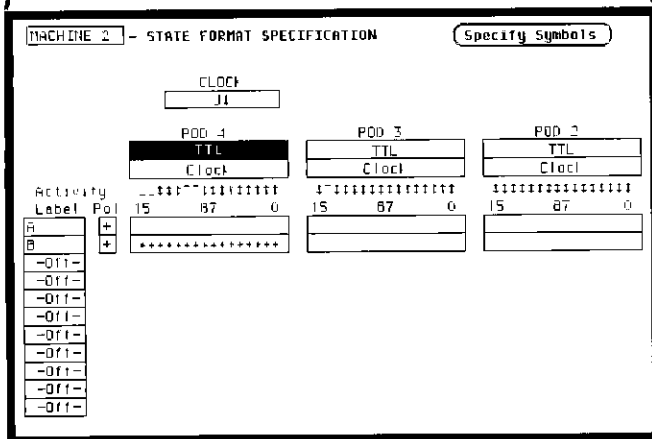 MACHINE 2 - STATE FORMAT SPECIFICATION Specify Symbols
CLOCK
J↓
POD 4 POD 3 POD 2
TTL TTL TTL
Clock Clock Clock
Activity
Label Pol 15 87 0 15 87 0 15 87 0
A +
B + ****************
-Off-
-Off-
-Off-
-Off-
-Off-
-Off-
-Off-
-Off-
-Off-